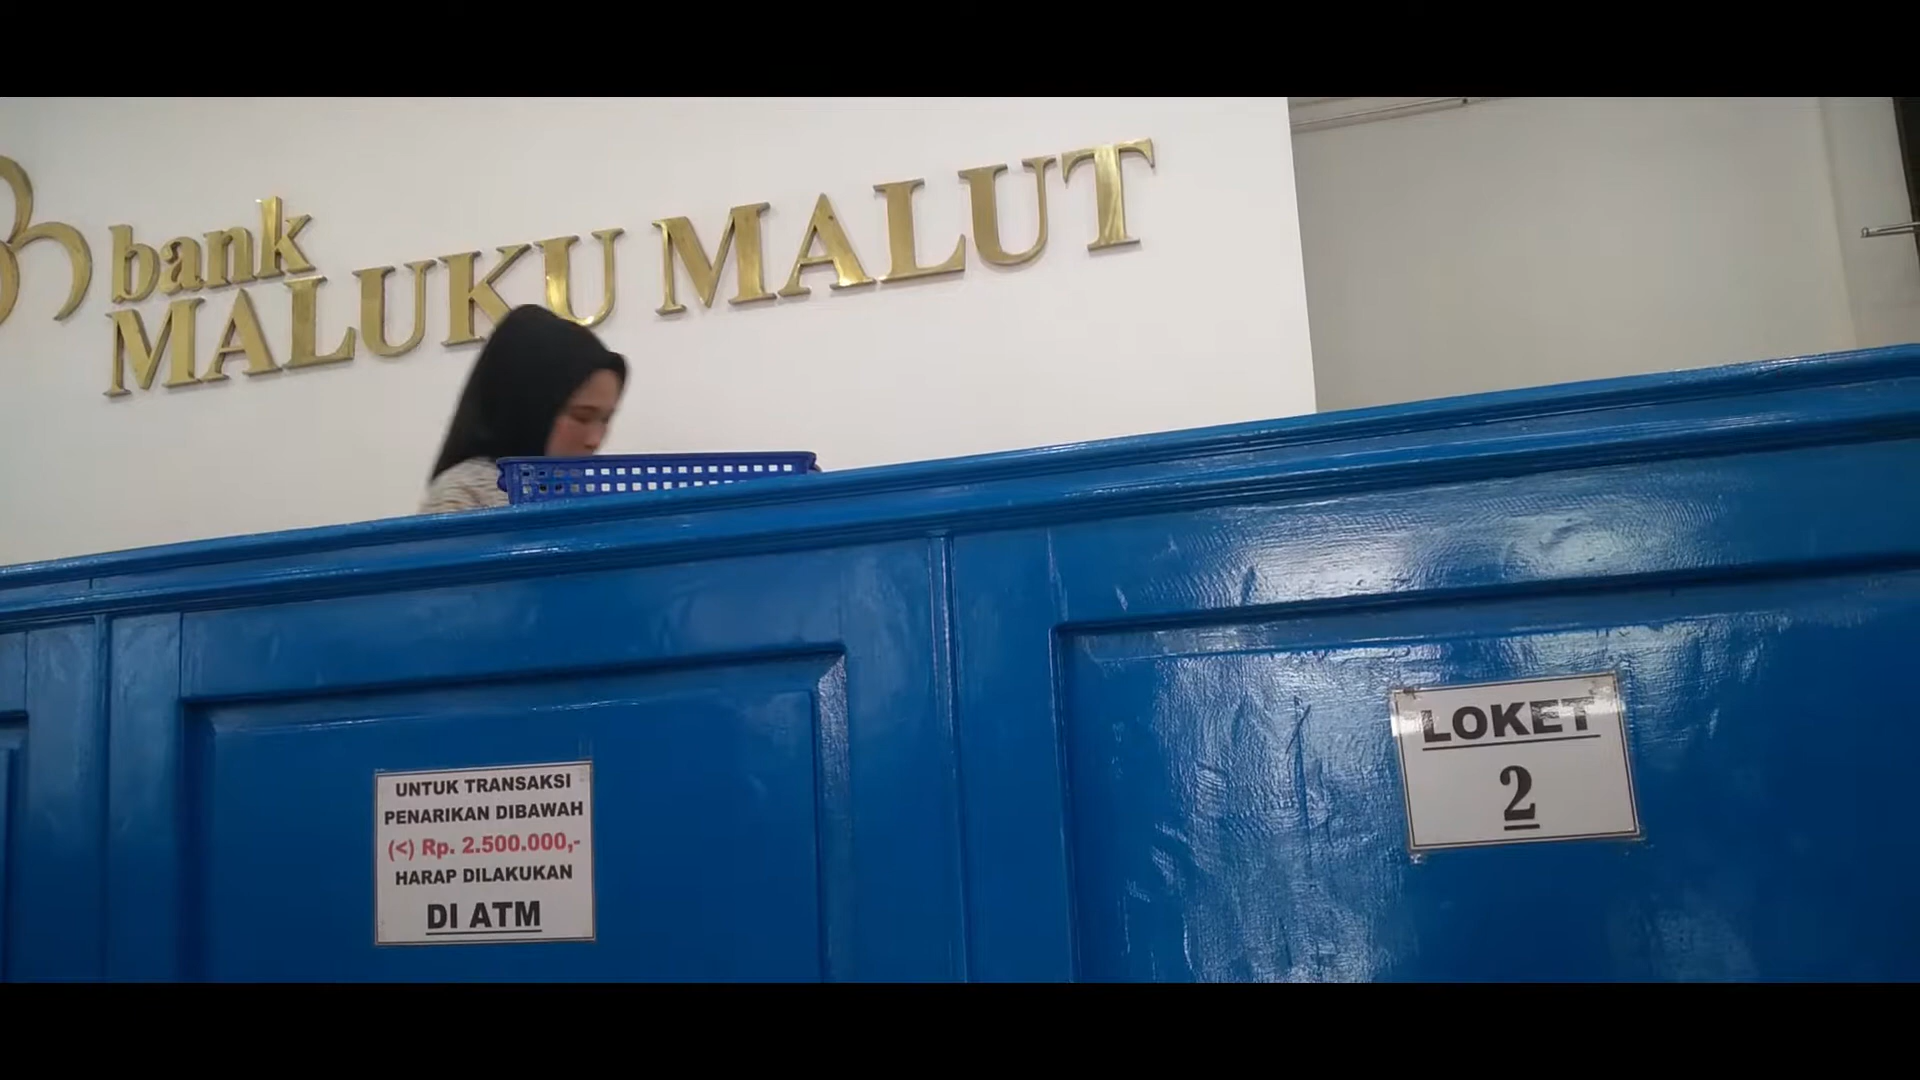 bank
MALUKU MALUT
UNTUK TRANSAKSI
PENARIKAN DIBAWAH
(<) Rp. 2.500.000,-
HARAP DILAKUKAN
DI ATM
LOKET
2